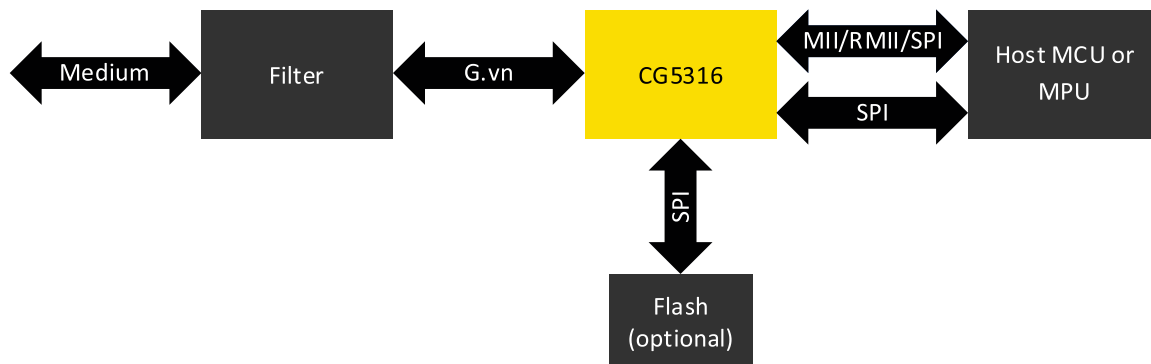 Medium
Filter
G.vn
CG5316
MII/RMII/SPI
SPI
Host MCU or
MPU
SPI
Flash
(optional)